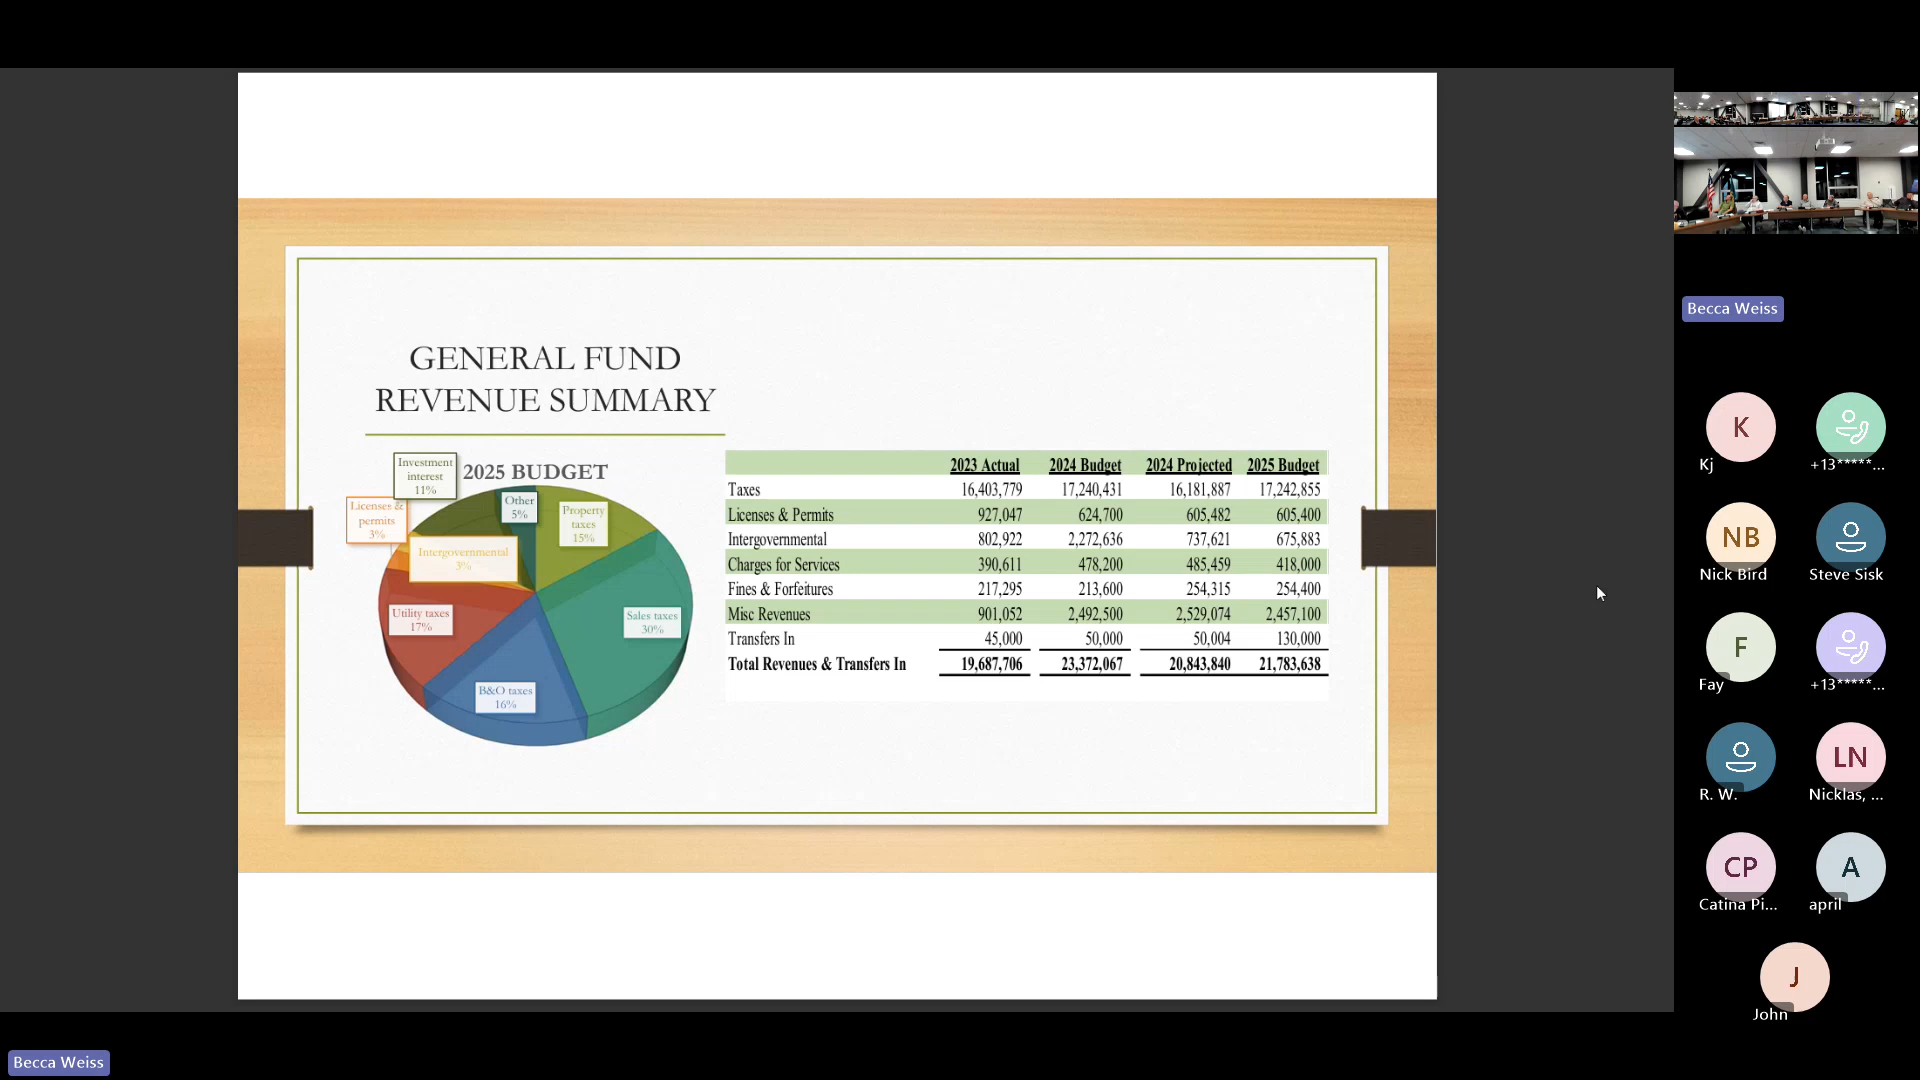 GENERAL FUND
REVENUE SUMMARY
2025 BUDGET
Investment
interest
11%
Other
5%
Property
taxes
15%
Licenses &
permits
3%
Intergovernmental
3%
Utility taxes
17%
Sales taxes
30%
B&O taxes
16%
2023 Actual 2024 Budget 2024 Projected 2025 Budget
Taxes 16,403,779 17,240,431 16,181,887 17,242,855
Licenses & Permits 927,047 624,700 605,482 605,400
Intergovernmental 802,922 2,272,636 737,621 675,883
Charges for Services 390,611 478,200 485,459 418,000
Fines & Forfeitures 217,295 213,600 254,315 254,400
Misc Revenues 901,052 2,492,500 2,529,074 2,457,100
Transfers In 45,000 50,000 50,004 130,000
Total Revenues & Transfers In 19,687,706 23,372,067 20,843,840 21,783,638
Becca Weiss
K
Kj
+13*****...
NB
Nick Bird
Steve Sisk
F
Fay
+13*****...
R. W.
LN
Nicklas, ...
CP
Catina Pi...
A
april
J
John
Becca Weiss